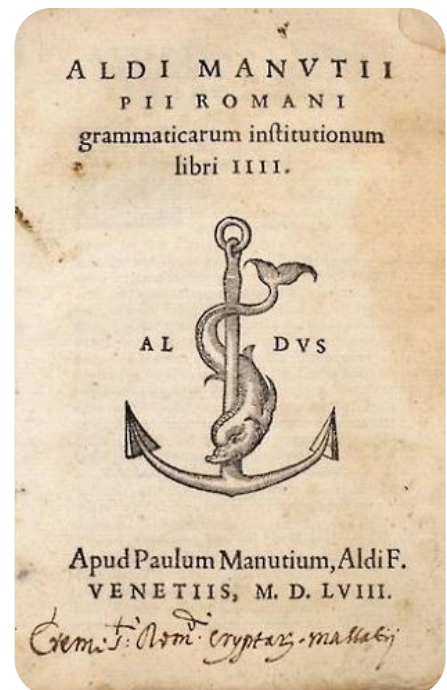 ALDI MANVTII
PII ROMANI
grammaticarum inſtitutionum
libri IIII.
AL DVS
Apud Paulum Manutium, Aldi F.
VENETIIS, M. D. LVIII.